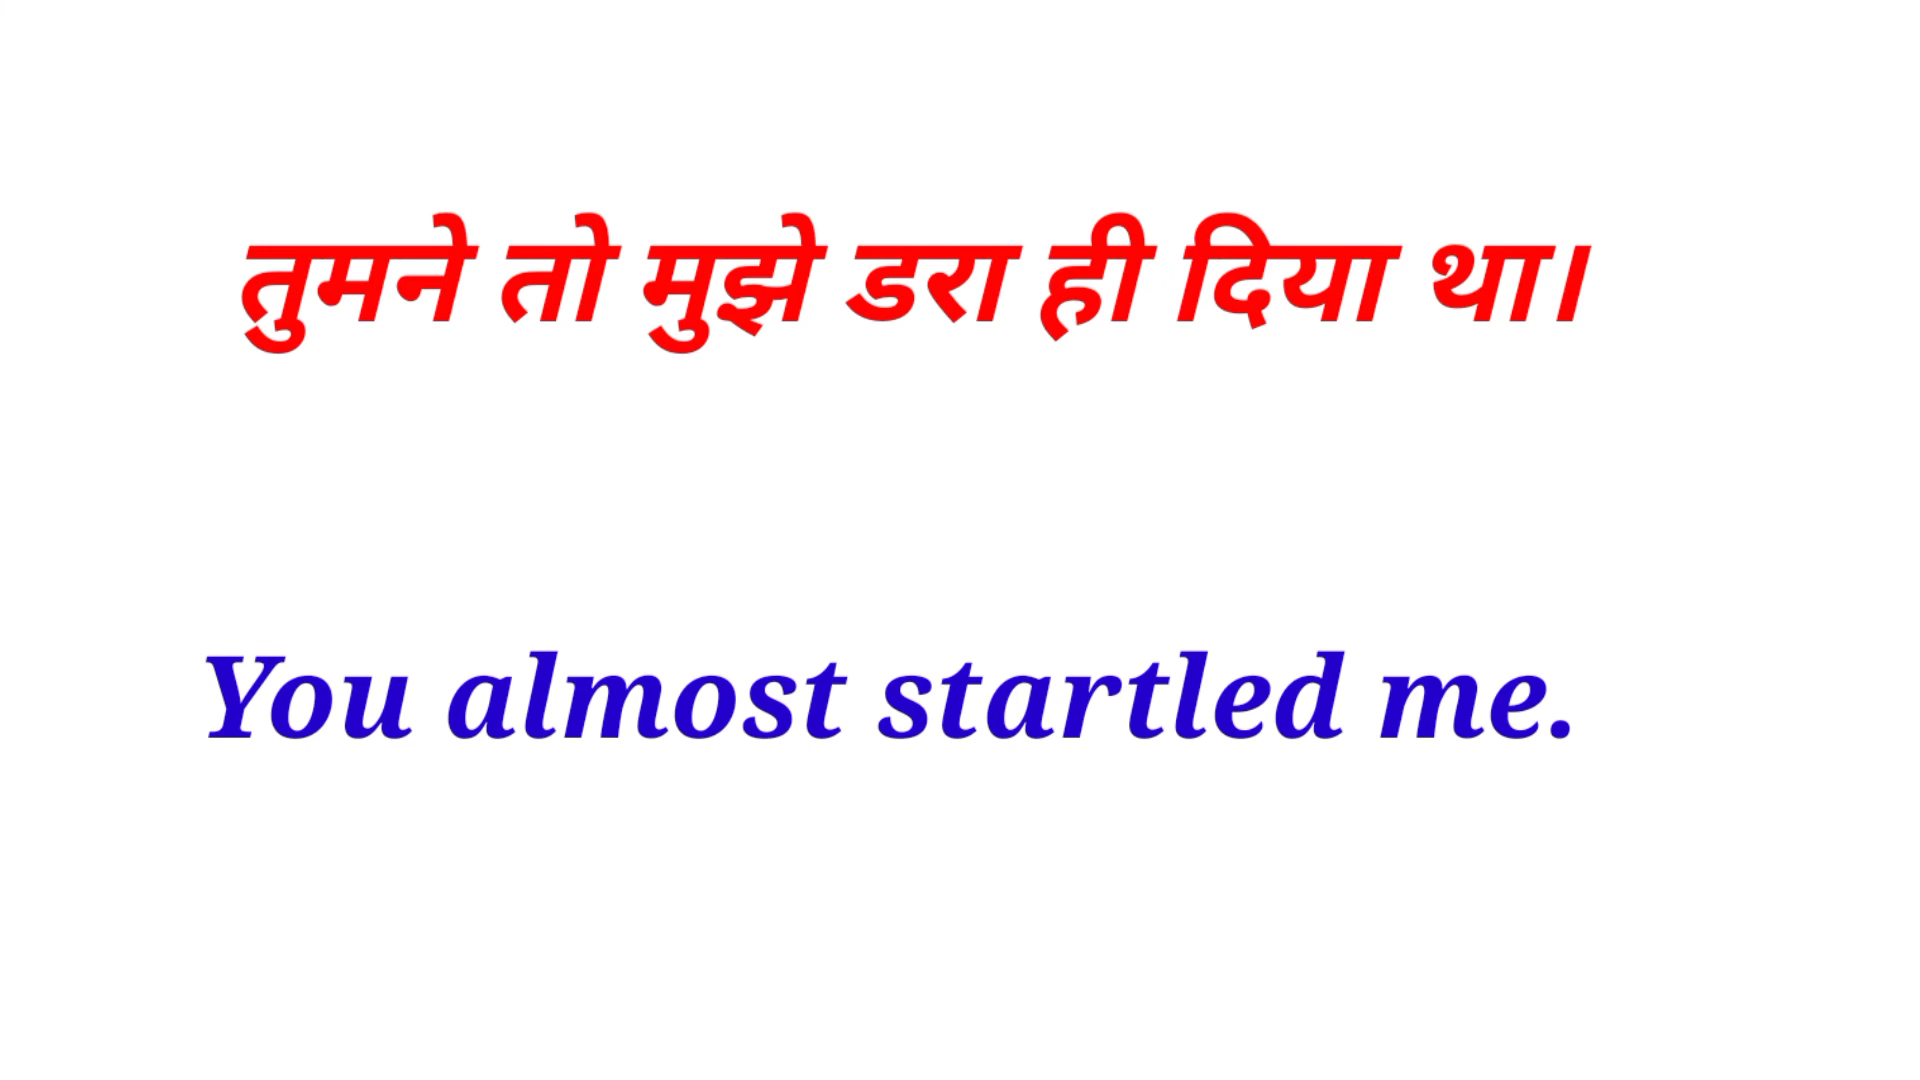 तुमने तो मुझे डरा ही दिया था।
You almost startled me.